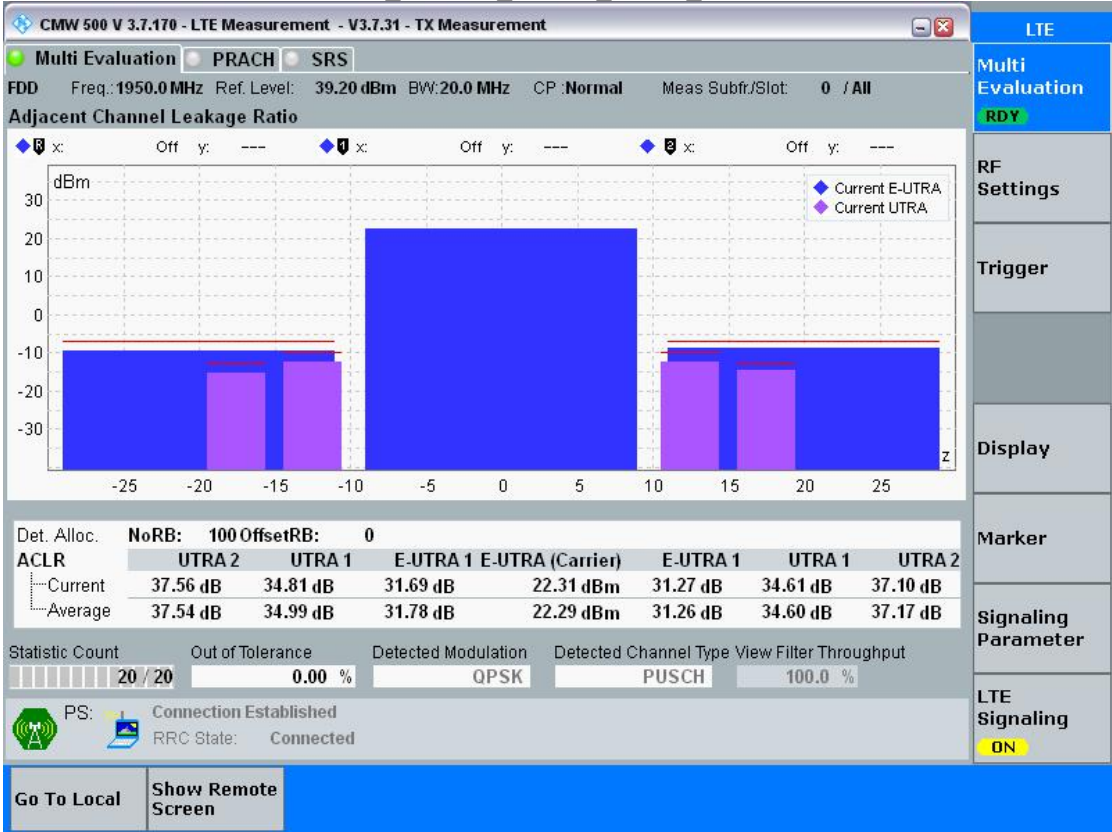 CMW 500 V 3.7.170 - LTE Measurement - V3.7.31 - TX Measurement
LTE
Multi Evaluation PRACH SRS
Multi
Evaluation
RDY
FDD Freq.: 1950.0 MHz Ref. Level: 39.20 dBm BW: 20.0 MHz CP : Normal Meas Subfr./Slot: 0 / All
Adjacent Channel Leakage Ratio
R x: Off y: --- 1 x: Off y: --- 2 x: Off y: ---
dBm
Current E-UTRA
Current UTRA
30
20
10
0
-10
-20
-30
z
-25 -20 -15 -10 -5 0 5 10 15 20 25
RF
Settings
Trigger
Display
Marker
Signaling
Parameter
LTE
Signaling
ON
Det. Alloc. NoRB: 100 OffsetRB: 0
ACLR UTRA 2 UTRA 1 E-UTRA 1 E-UTRA (Carrier) E-UTRA 1 UTRA 1 UTRA 2
Current 37.56 dB 34.81 dB 31.69 dB 22.31 dBm 31.27 dB 34.61 dB 37.10 dB
Average 37.54 dB 34.99 dB 31.78 dB 22.29 dBm 31.26 dB 34.60 dB 37.17 dB
Statistic Count Out of Tolerance Detected Modulation Detected Channel Type View Filter Throughput
20 / 20 0.00 % QPSK PUSCH 100.0 %
PS: Connection Established
RRC State: Connected
Go To Local
Show Remote
Screen